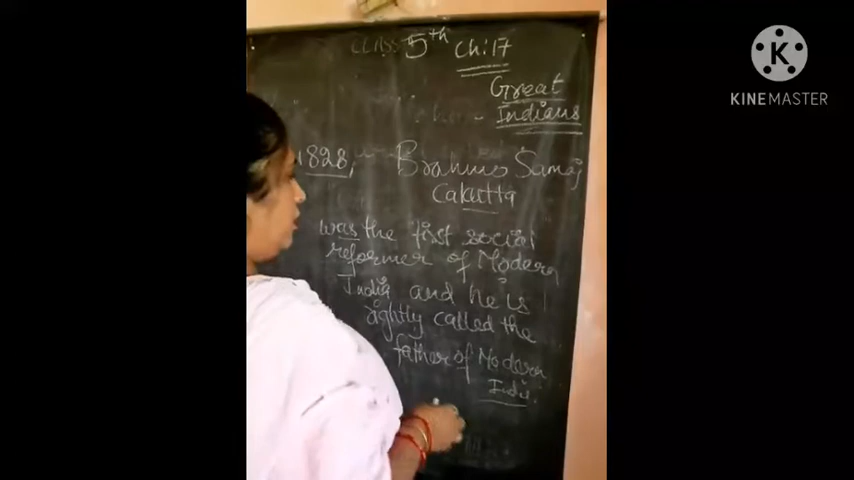 CLASS 5th Ch:17
Great
Indians
1828, Brahmo Samaj
Calcutta
was the first social
reformer of Modern
India and he is
rightly called the
father of Modern
India.
K
KINEMASTER